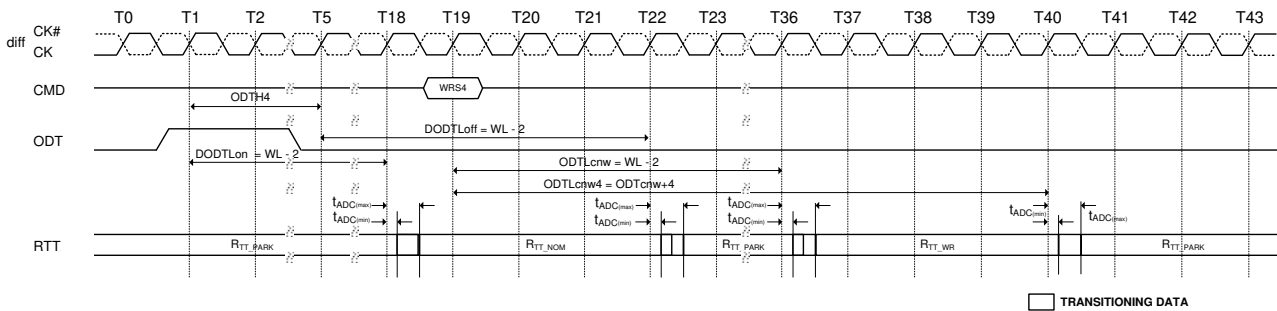 T0 T1 T2 T5 T18 T19 T20 T21 T22 T23 T36 T37 T38 T39 T40 T41 T42 T43
diff CK#
CK
CMD WRS4
ODTH4
ODT DODTLoff = WL - 2
DODTLon = WL - 2 ODTLcnw = WL - 2
ODTLcnw4 = ODTcnw+4
tADC(max) tADC(max) tADC(max)
tADC(min) tADC(min) tADC(min) tADC(min) tADC(max)
RTT RTT_PARK RTT_NOM RTT_PARK RTT_WR RTT_PARK
TRANSITIONING DATA